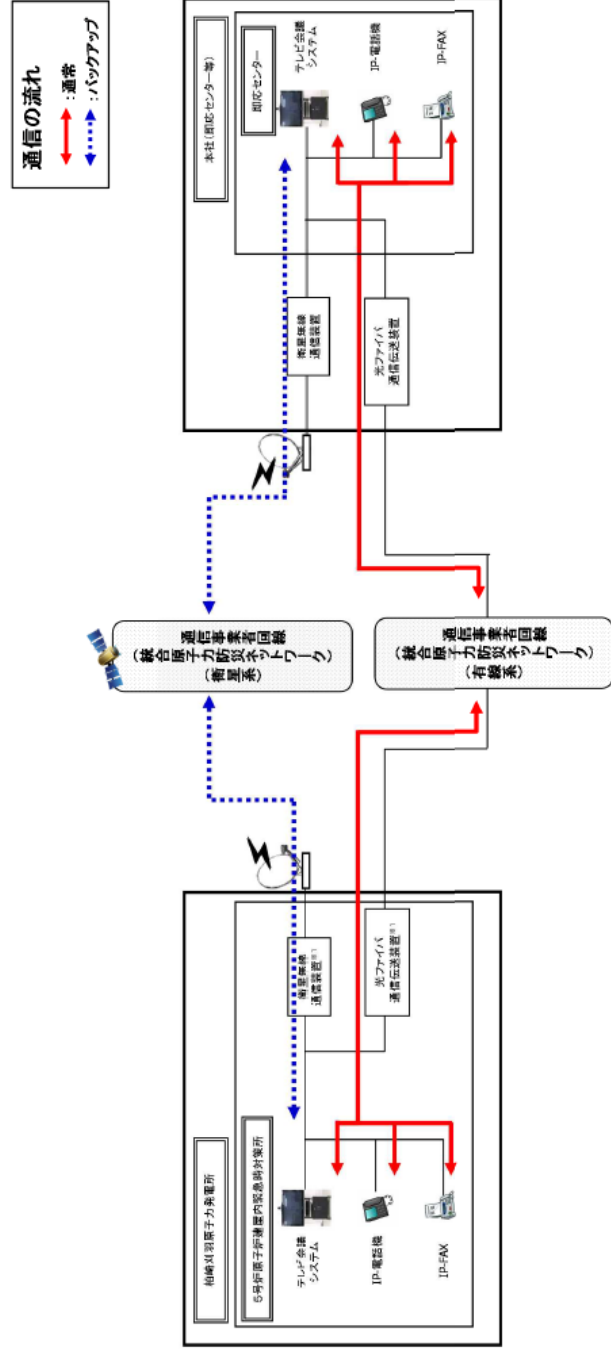 通信の流れ
:通常
:バックアップ
柏崎刈羽原子力発電所
5号炉原子炉建屋内緊急時対策所
テレビ会議
システム
IP-電話機
IP-FAX
衛星無線
通信装置※1
光ファイバ
通信伝送装置※1
通信事業者回線
(統合原子力防災ネットワーク)
(衛星系)
通信事業者回線
(統合原子力防災ネットワーク)
(有線系)
本社(即応センター等)
即応センター
テレビ会議
システム
IP-電話機
IP-FAX
衛星無線
通信装置
光ファイバ
通信伝送装置